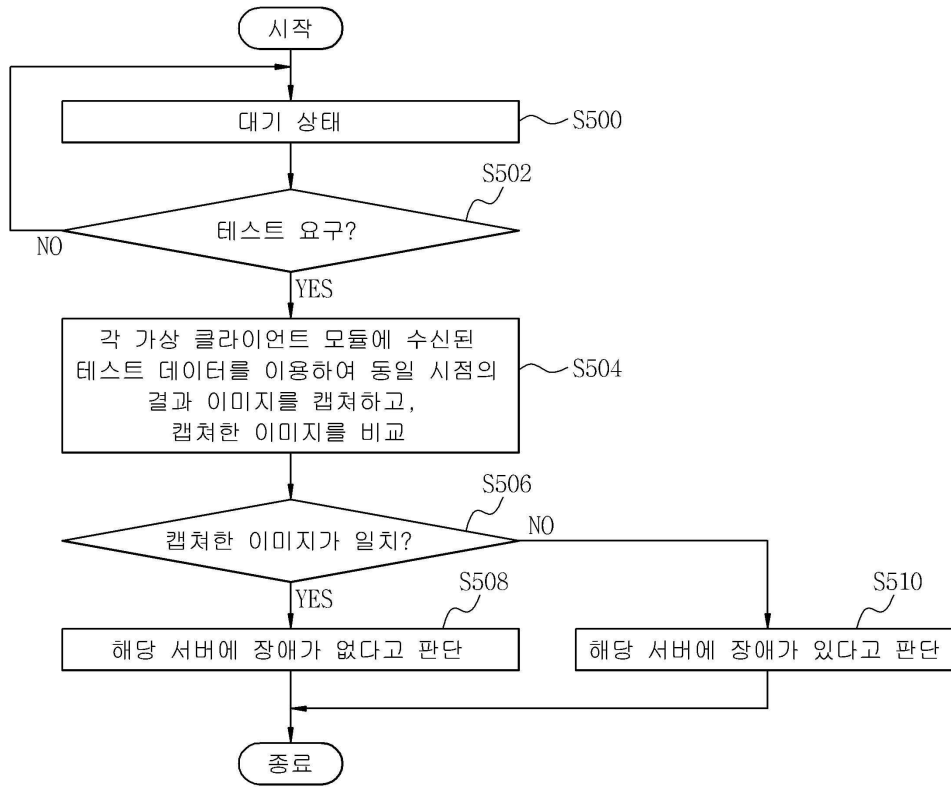 시작
대기 상태
S500
S502
테스트 요구?
NO
YES
각 가상 클라이언트 모듈에 수신된
테스트 데이터를 이용하여 동일 시점의
결과 이미지를 캡쳐하고,
캡쳐한 이미지를 비교
S504
S506
캡쳐한 이미지가 일치?
NO
YES
S508
S510
해당 서버에 장애가 없다고 판단
해당 서버에 장애가 있다고 판단
종료